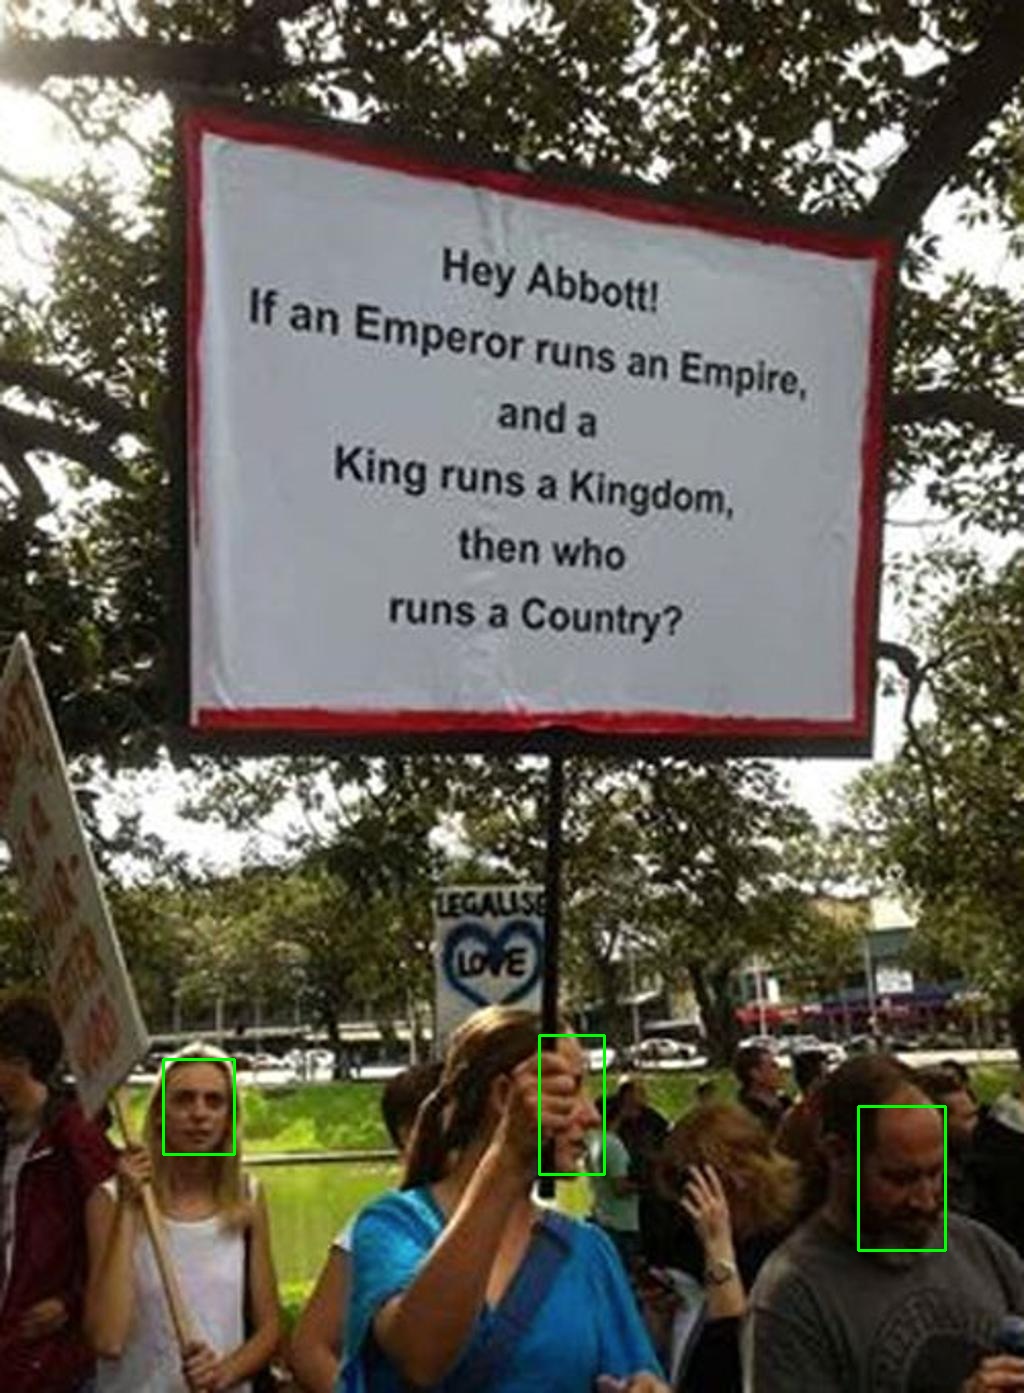 Hey Abbott!
If an Emperor runs an Empire,
and a
King runs a Kingdom,
then who
runs a Country?
LEGALISE
LOVE